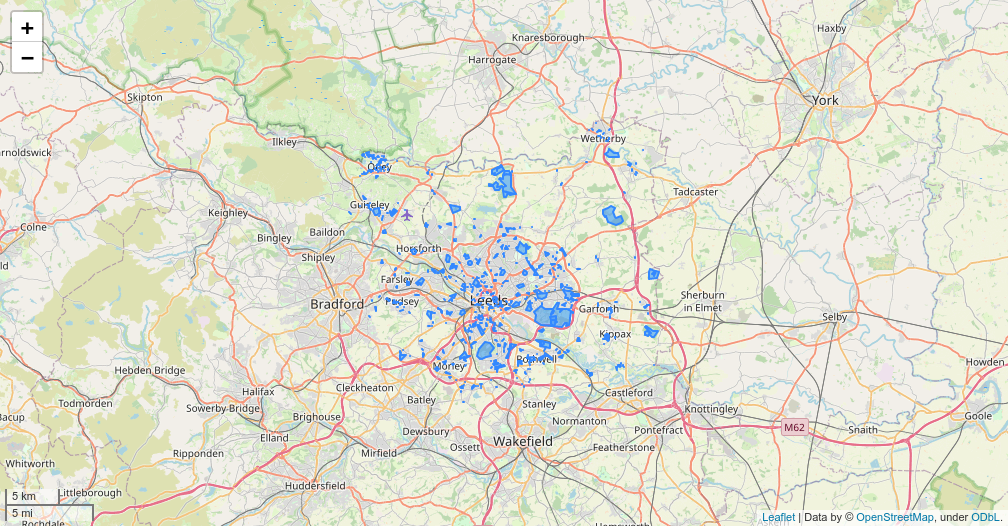 +
−
Haxby
Knaresborough
Harrogate
Skipton
York
Wetherby
Ilkley
arnoldswick
Otley
Tadcaster
Guiseley
Keighley
Colne
Baildon
Bingley
Horsforth
Shipley
ld
Farsley
Sherburn
in Elmet
Pudsey
Leeds
Bradford
Garforth
Selby
Kippax
Rothwell
Howden
Morley
Hebden Bridge
Cleckheaton
Halifax
Castleford
Batley
Todmorden
Stanley
Sowerby Bridge
Knottingley
Brighouse
Normanton
Goole
Bacup
M62
Dewsbury
Pontefract
Snaith
Elland
Wakefield
Ossett
Featherstone
Ripponden
Mirfield
Whitworth
Huddersfield
Littleborough
5 km
5 mi
Rochdale
Hemsworth
Leaflet | Data by © OpenStreetMap, under ODbL.